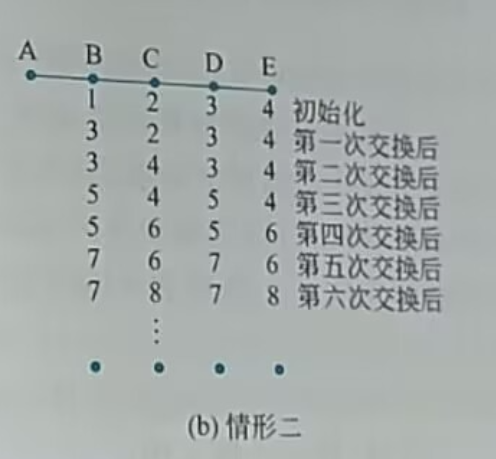 A B C D E
1 2 3 4 初始化
3 2 3 4 第一次交换后
3 4 3 4 第二次交换后
5 4 5 4 第三次交换后
5 6 5 6 第四次交换后
7 6 7 6 第五次交换后
7 8 7 8 第六次交换后
⋮
(b) 情形二